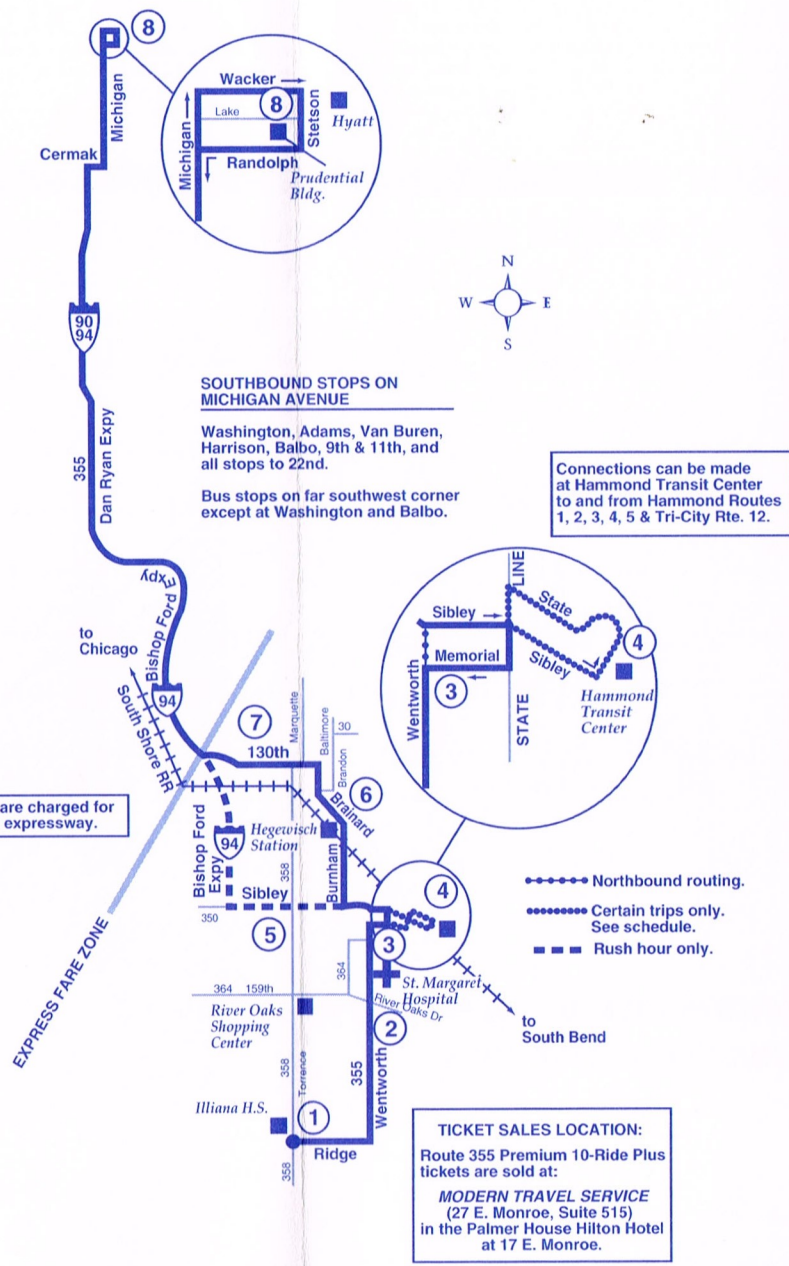 8
Michigan
Cermak
Wacker
8
Lake
Michigan
Stetson
Hyatt
Randolph
Prudential
Bldg.
N
W E
S
90
94
355
Dan Ryan Expy
SOUTHBOUND STOPS ON
MICHIGAN AVENUE
Washington, Adams, Van Buren,
Harrison, Balbo, 9th & 11th, and
all stops to 22nd.
Bus stops on far southwest corner
except at Washington and Balbo.
Connections can be made
at Hammond Transit Center
to and from Hammond Routes
1, 2, 3, 4, 5 & Tri-City Rte. 12.
Expy
Bishop Ford E
to
Chicago
South Shore RR
94
LINE
State
Sibley
4
Memorial
Sibley
Wentworth
3
STATE
Hammond
Transit
Center
7
Marquette
130th
Baltimore
30
Brandon
6
Brainard
are charged for
expressway.
Hegewisch
Station
94
Bishop Ford
Expy
358
Burnham
Sibley
350
5
4
3
Northbound routing.
Certain trips only.
See schedule.
Rush hour only.
EXPRESS FARE ZONE
364
364 159th
St. Margaret
Hospital
River Oaks Dr
River Oaks
Shopping
Center
2
to
South Bend
358
Torrence
355
Wentworth
Illiana H.S.
1
Ridge
358
TICKET SALES LOCATION:
Route 355 Premium 10-Ride Plus
tickets are sold at:
MODERN TRAVEL SERVICE
(27 E. Monroe, Suite 515)
in the Palmer House Hilton Hotel
at 17 E. Monroe.